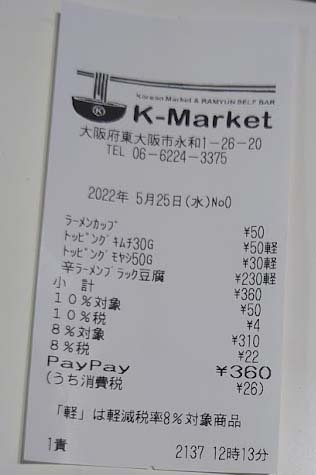 Korean Market & RAMYUN SELF BAR
K-Market
大阪府東大阪市永和1-26-20
TEL 06-6224-3375
2022年 5月25日(水)No0
ラーメンカップ ¥50
トッピングキムチ30G ¥50軽
トッピングモヤシ50G ¥30軽
辛ラーメンブラック豆腐 ¥230軽
小 計 ¥360
10%対象 ¥50
10%税 ¥4
8%対象 ¥310
8%税 ¥22
PayPay ¥360
(うち消費税 ¥26)
「軽」は軽減税率8%対象商品
1責 2137 12時13分